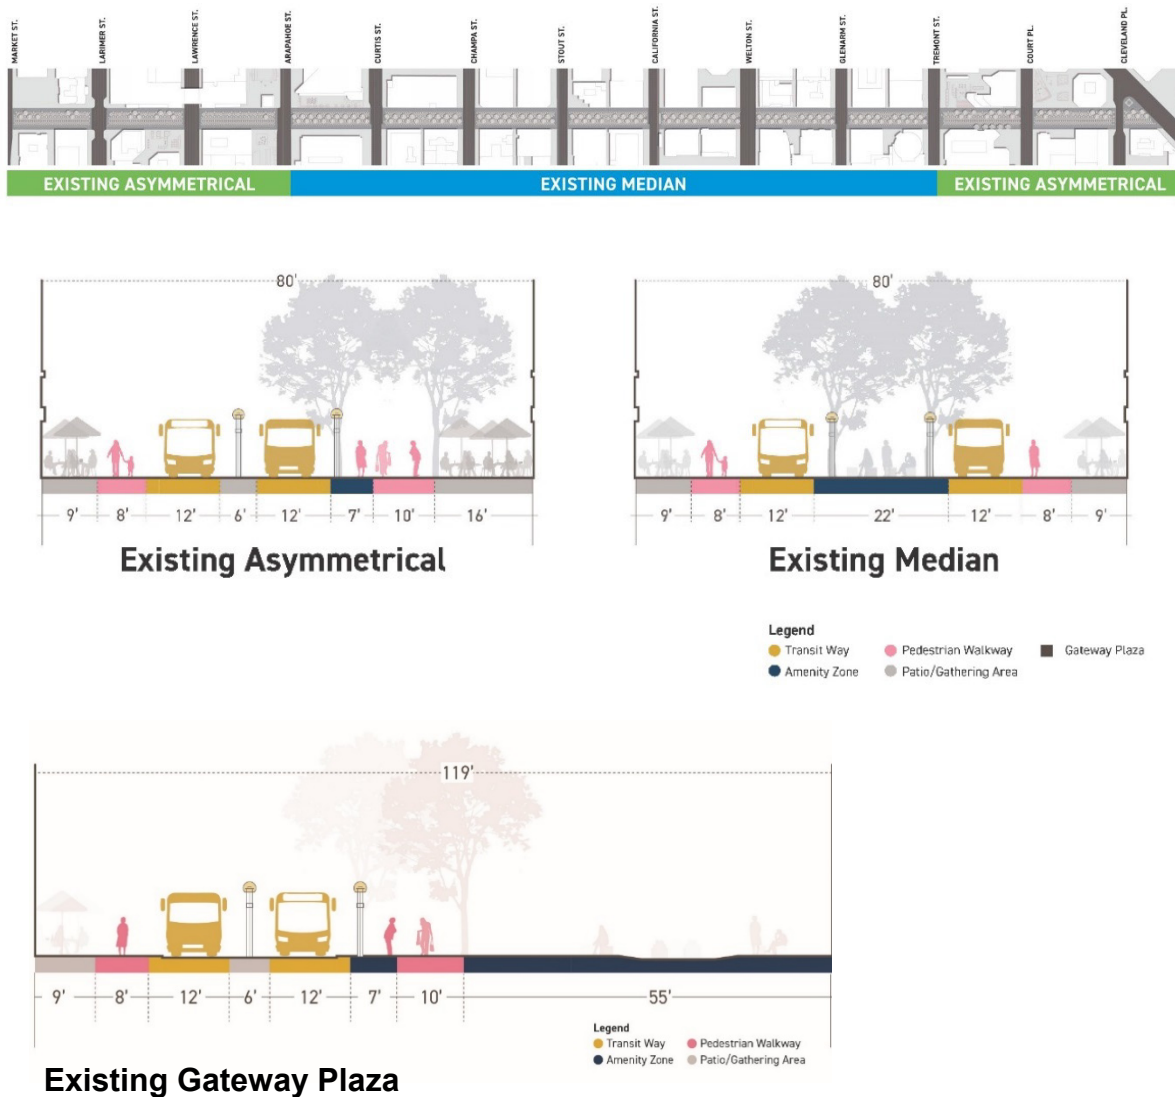 MARKET ST.
LARIMER ST.
LAWRENCE ST.
ARAPAHOE ST.
CURTIS ST.
CHAMPA ST.
STOUT ST.
CALIFORNIA ST.
WELTON ST.
GLENARM ST.
TREMONT ST.
COURT PL.
CLEVELAND PL.
EXISTING ASYMMETRICAL EXISTING MEDIAN EXISTING ASYMMETRICAL
80'
9' 8' 12' 6' 12' 7' 10' 16'
Existing Asymmetrical
80'
9' 8' 12' 22' 12' 8' 9'
Existing Median
Legend
Transit Way Pedestrian Walkway Gateway Plaza
Amenity Zone Patio/Gathering Area
119'
9' 8' 12' 6' 12' 7' 10' 55'
Legend
Transit Way Pedestrian Walkway
Amenity Zone Patio/Gathering Area
Existing Gateway Plaza